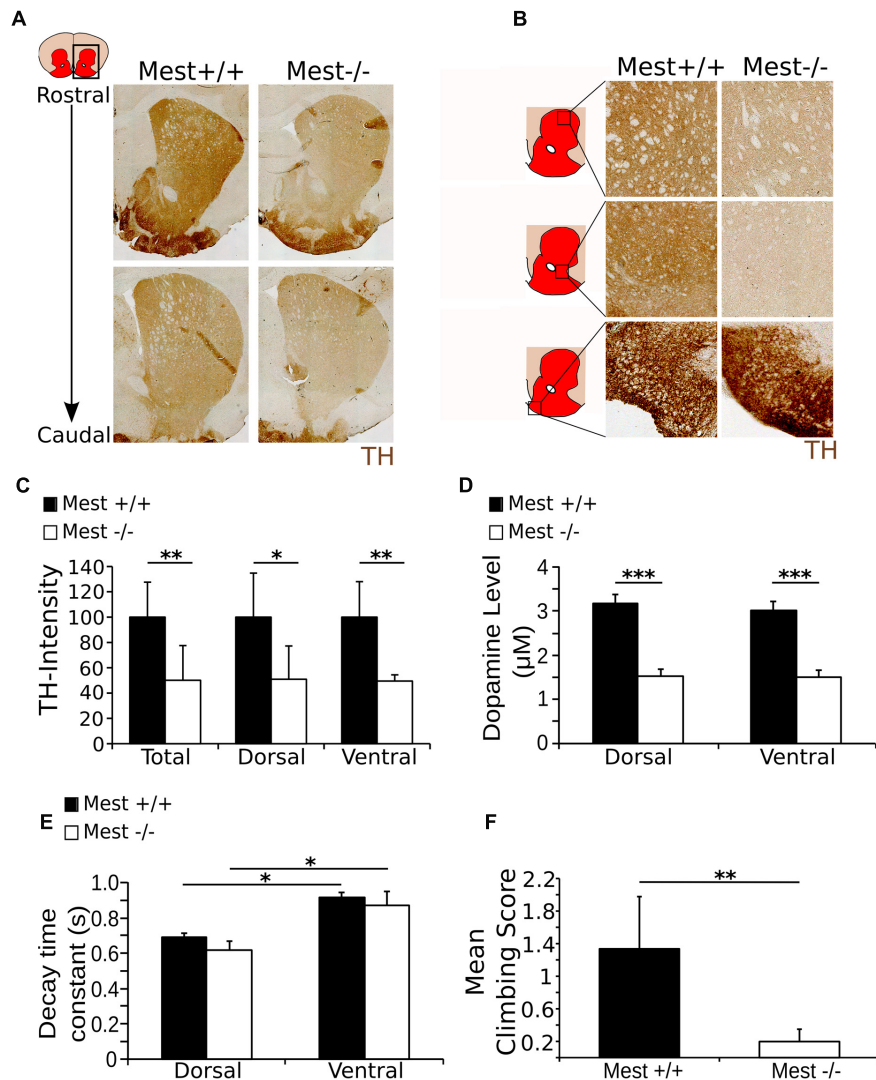 A
Mest+/+ Mest-/-
Rostral
Caudal
TH
B
Mest+/+ Mest-/-
TH
C
Mest +/+
Mest -/-
** * **
TH-Intensity
140
120
100
80
60
40
20
0
Total Dorsal Ventral
D
Mest +/+
Mest -/-
*** ***
Dopamine Level
(µM)
4
3
2
1
0
Dorsal Ventral
E
Mest +/+
Mest -/-
*
*
Decay time
constant (s)
1.0
0.8
0.6
0.4
0.2
0
Dorsal Ventral
F
**
Mean
Climbing Score
2.2
1.8
1.4
1
0.6
0.2
Mest +/+ Mest -/-